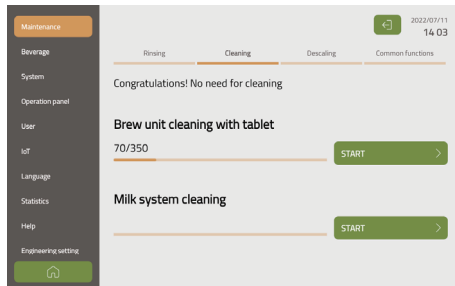 Maintenance
Beverage
System
Operation panel
User
IoT
Language
Statistics
Help
Engineering setting
2022/07/11
14 03
Rinsing
Cleaning
Descaling
Common functions
Congratulations! No need for cleaning
Brew unit cleaning with tablet
70/350
START
Milk system cleaning
START